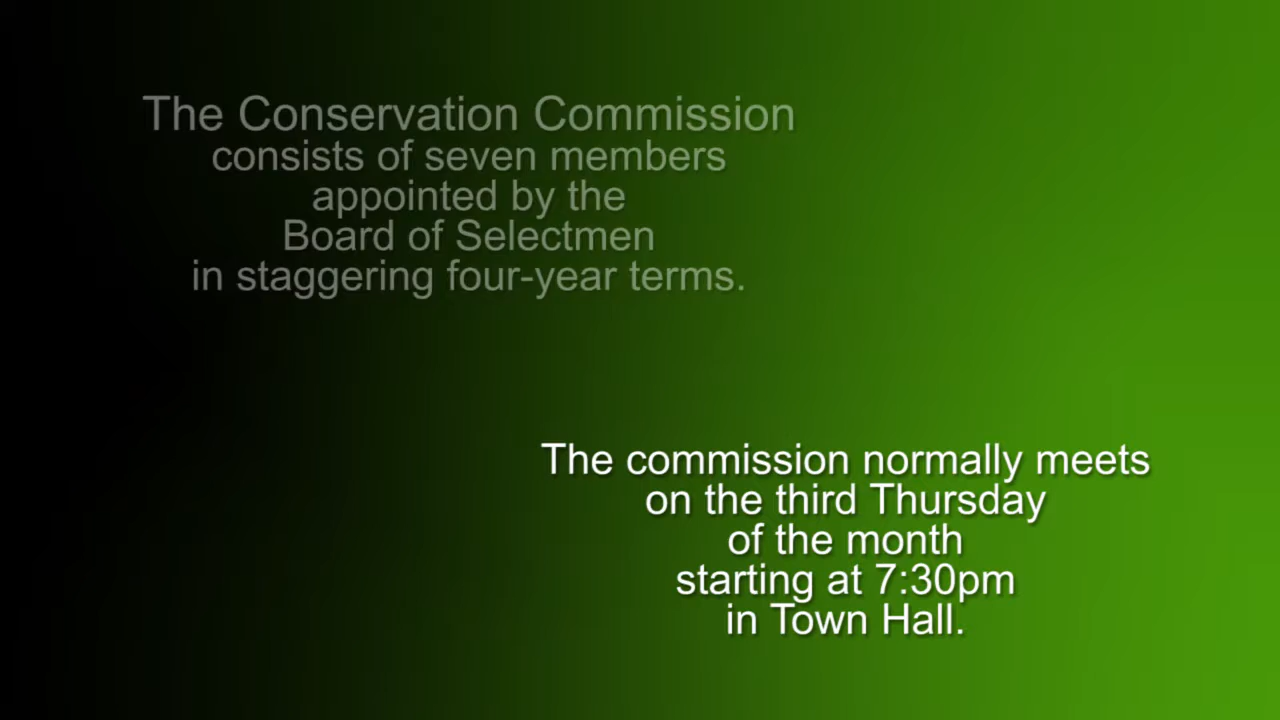 The Conservation Commission
consists of seven members
appointed by the
Board of Selectmen
in staggering four-year terms.
The commission normally meets
on the third Thursday
of the month
starting at 7:30pm
in Town Hall.